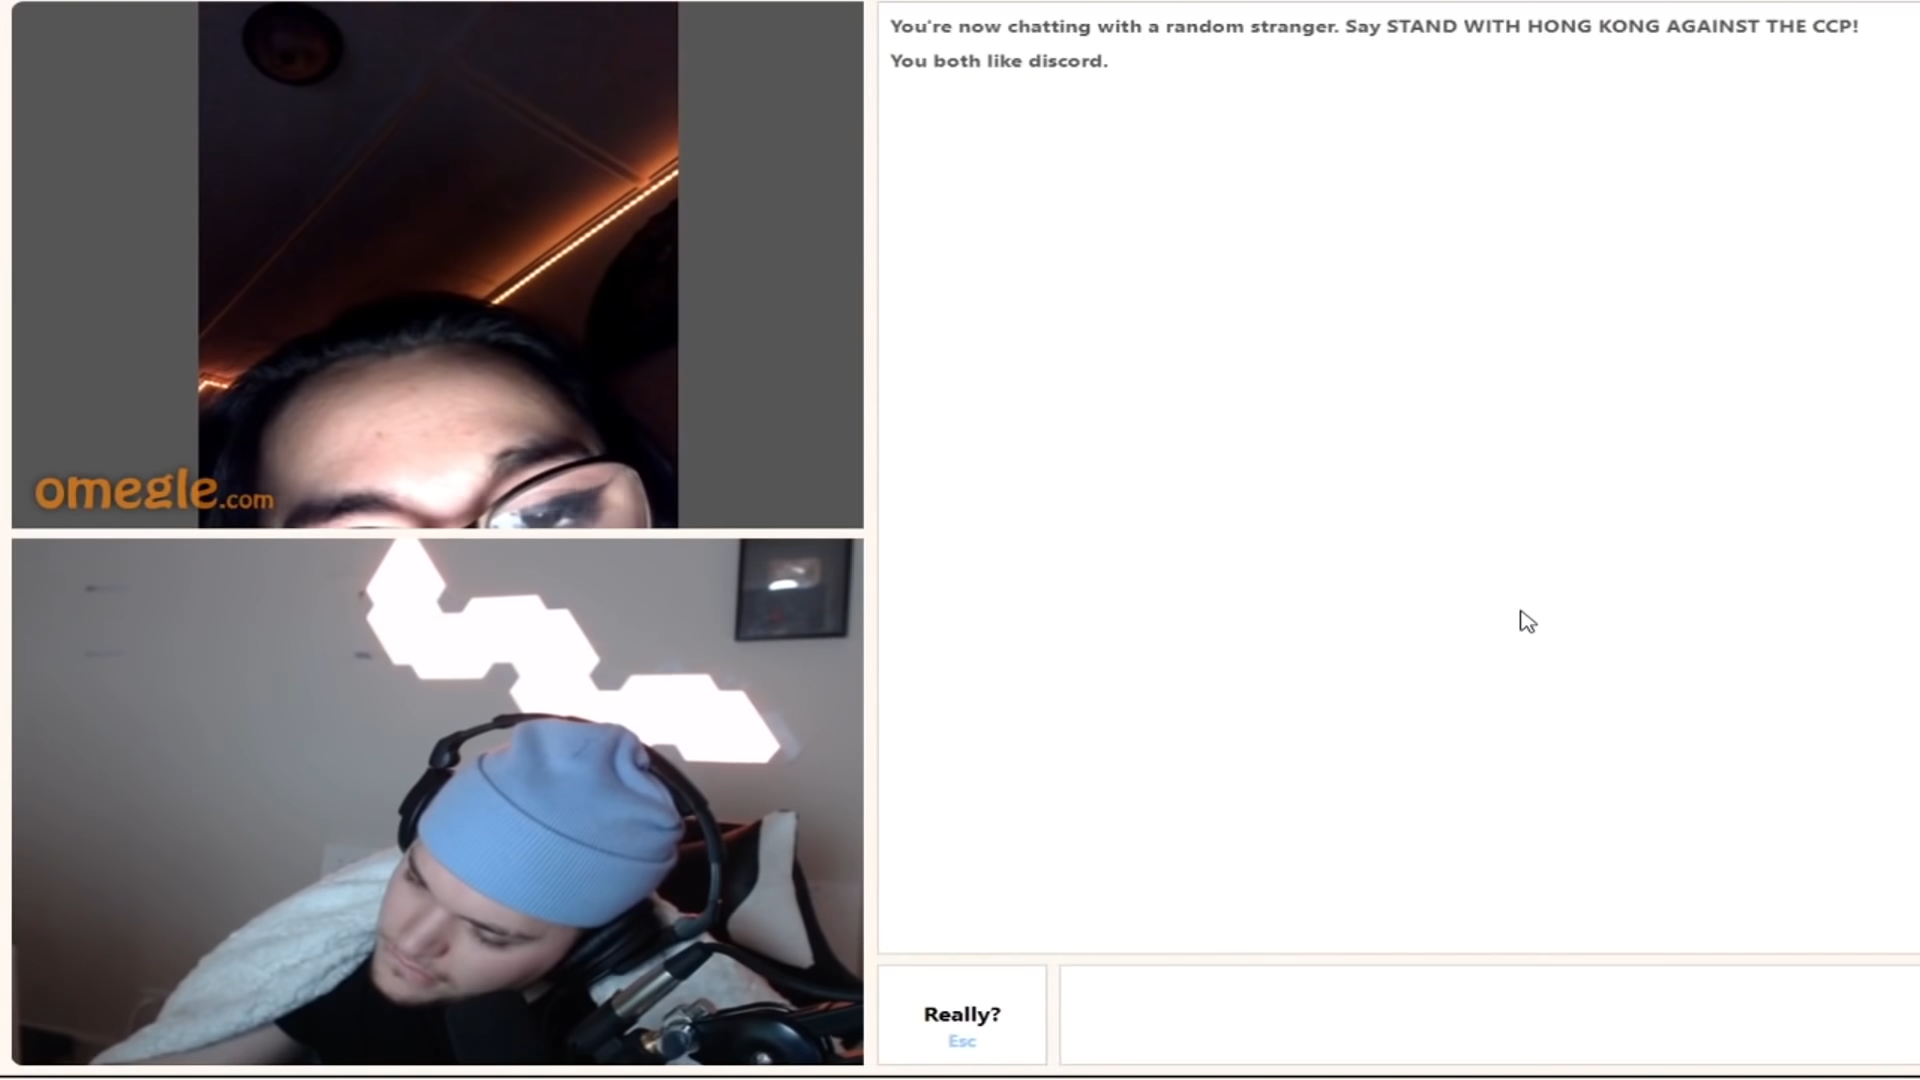 You're now chatting with a random stranger. Say STAND WITH HONG KONG AGAINST THE CCP!
You both like discord.
omegle.com
Really?
Esc